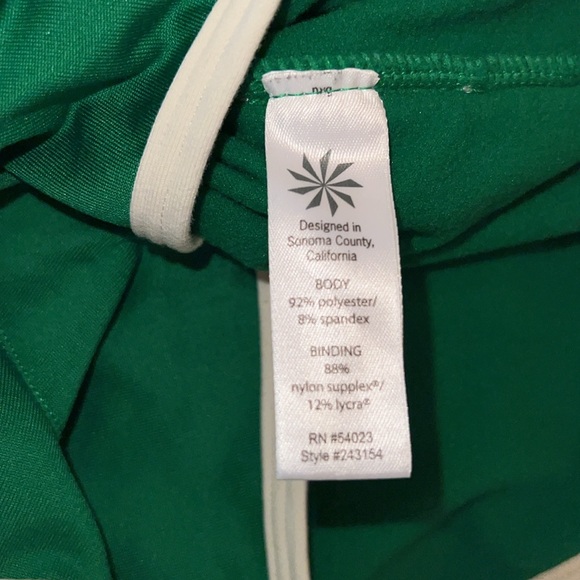 Designed in
Sonoma County,
California
BODY
92% polyester/
8% spandex
BINDING
88%
nylon supplex®/
12% lycra®
RN #54023
Style #243154